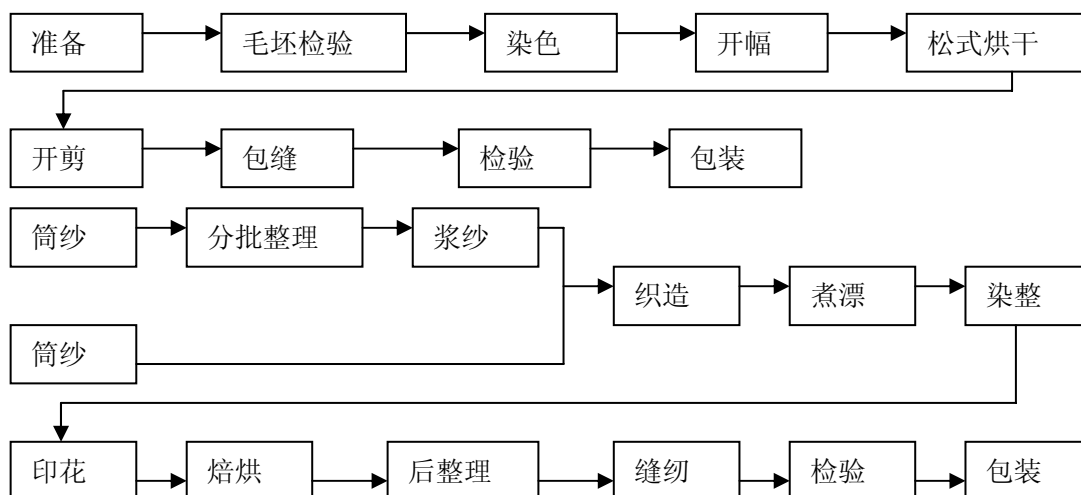 准备 毛坯检验 染色 开幅 松式烘干
开剪 包缝 检验 包装
筒纱 分批整理 浆纱
织造 煮漂 染整
筒纱
印花 焙烘 后整理 缝纫 检验 包装